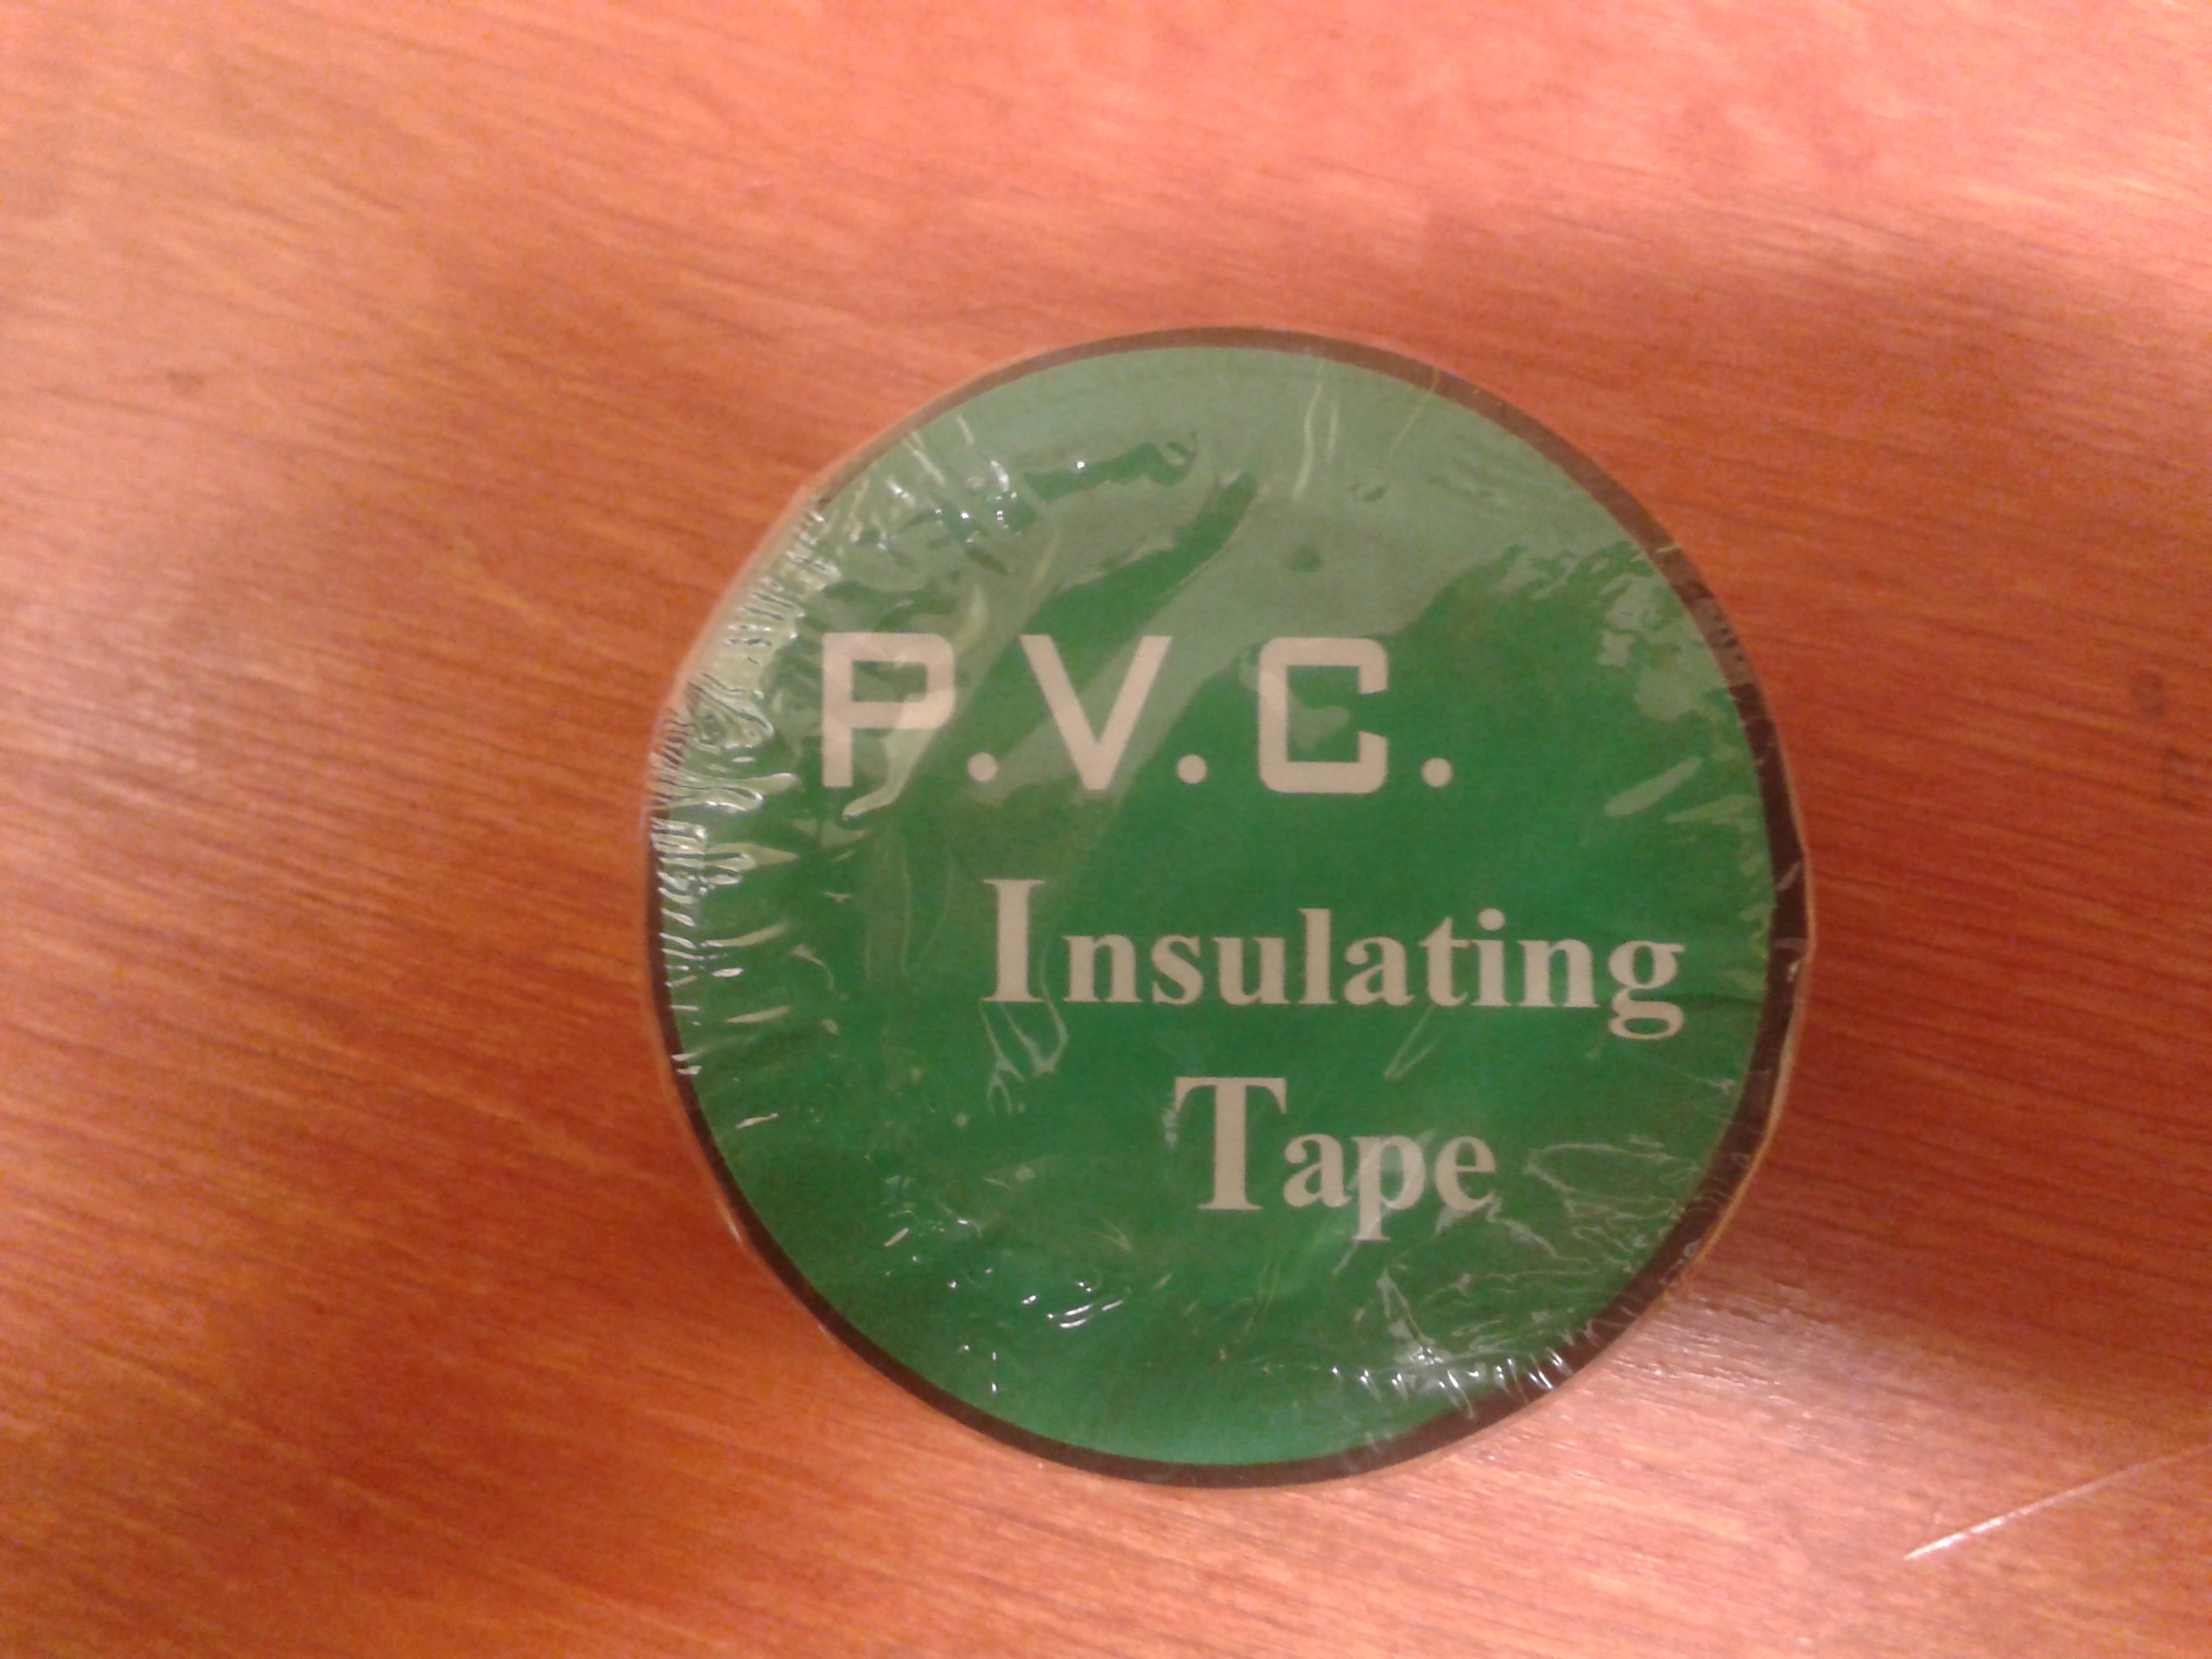 P.V.C.
Insulating
Tape